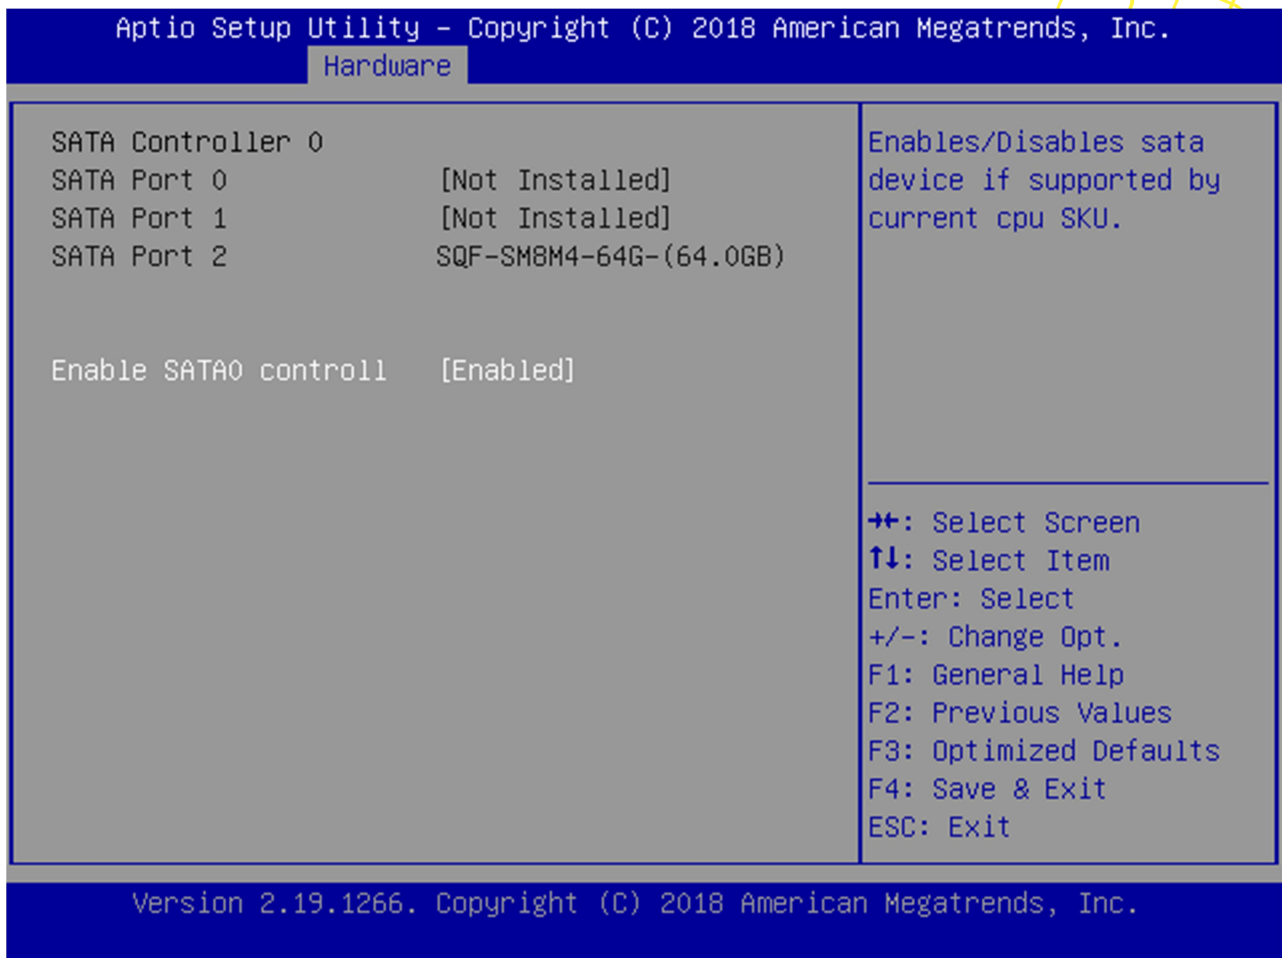 Aptio Setup Utility – Copyright (C) 2018 American Megatrends, Inc.
Hardware
SATA Controller 0
SATA Port 0 [Not Installed]
SATA Port 1 [Not Installed]
SATA Port 2 SQF-SM8M4-64G-(64.0GB)
Enable SATA0 controll [Enabled]
Enables/Disables sata
device if supported by
current cpu SKU.
→←: Select Screen
↑↓: Select Item
Enter: Select
+/-: Change Opt.
F1: General Help
F2: Previous Values
F3: Optimized Defaults
F4: Save & Exit
ESC: Exit
Version 2.19.1266. Copyright (C) 2018 American Megatrends, Inc.